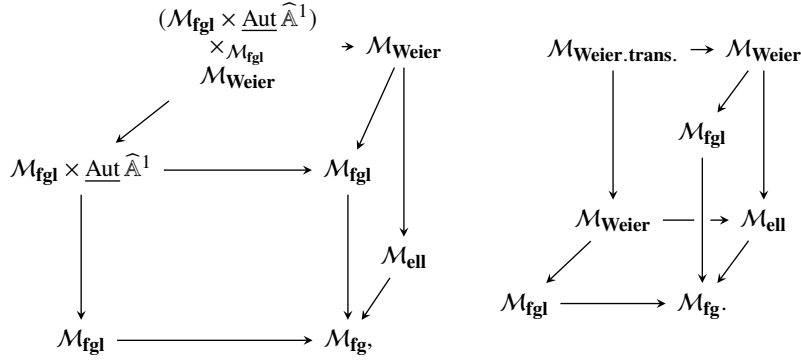 (𝓜_fgl × Aut 𝔸̂¹)
×_𝓜_fgl → 𝓜_Weier
𝓜_Weier
𝓜_fgl × Aut 𝔸̂¹ → 𝓜_fgl
𝓜_ell
𝓜_fgl → 𝓜_fg,
𝓜_Weier.trans. → 𝓜_Weier
𝓜_fgl
𝓜_Weier → 𝓜_ell
𝓜_fgl → 𝓜_fg.